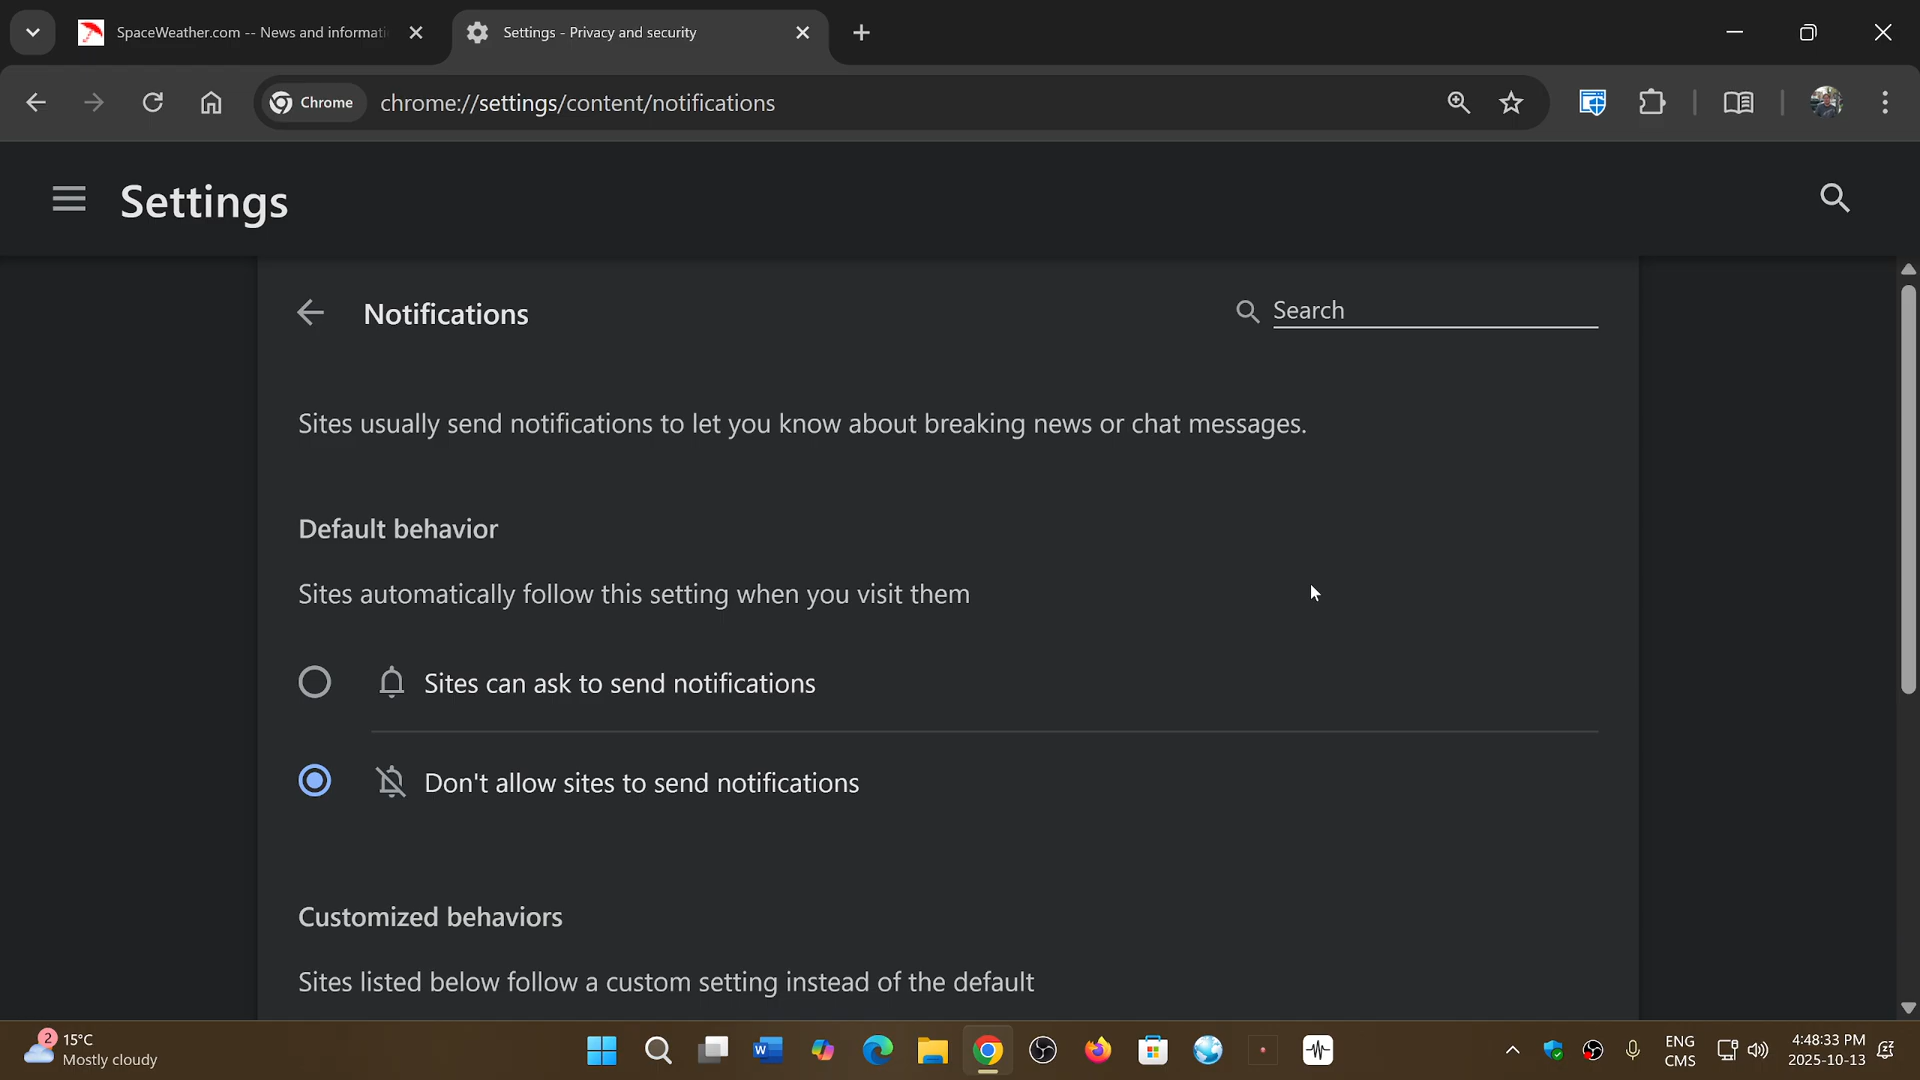 SpaceWeather.com -- News and informati
Settings - Privacy and security
Chrome
chrome://settings/content/notifications
Settings
Notifications
Search
Sites usually send notifications to let you know about breaking news or chat messages.
Default behavior
Sites automatically follow this setting when you visit them
Sites can ask to send notifications
Don't allow sites to send notifications
Customized behaviors
Sites listed below follow a custom setting instead of the default
2
15°C
Mostly cloudy
W
ENG
CMS
4:48:33 PM
2025-10-13